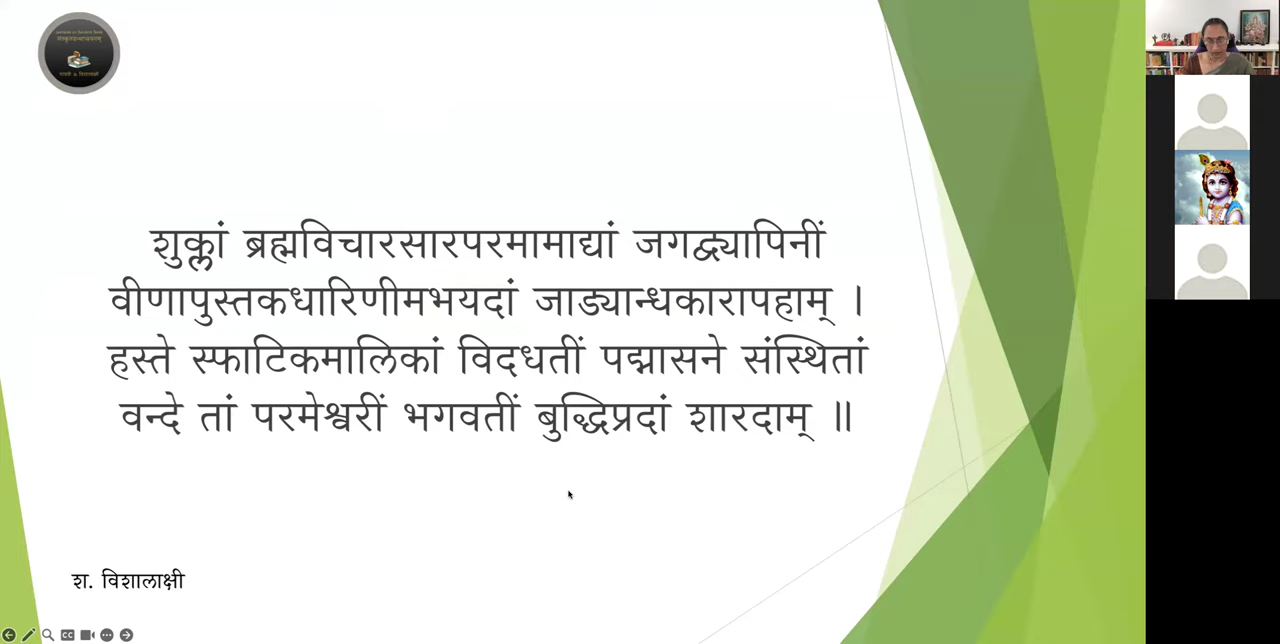 शुक्लां ब्रह्मविचारसारपरमामाद्यां जगद्व्यापिनीं
वीणापुस्तकधारिणीमभयदां जाड्यान्धकारापहाम् ।
हस्ते स्फाटिकमालिकां विदधतीं पद्मासने संस्थितां
वन्दे तां परमेश्वरीं भगवतीं बुद्धिप्रदां शारदाम् ॥
श. विशालाक्षी